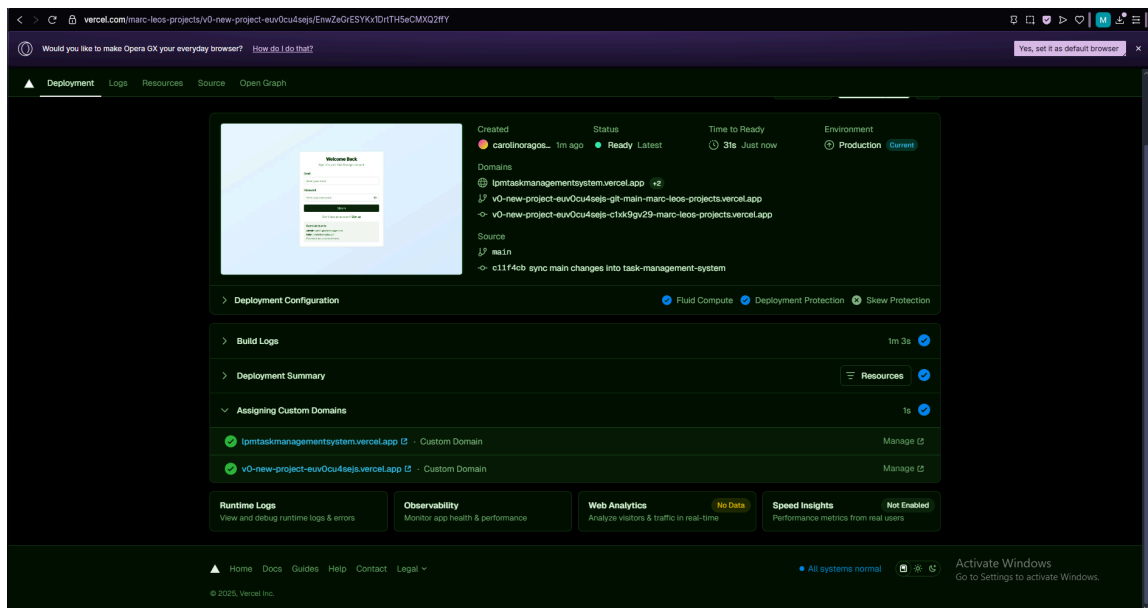 vercel.com/marc-leos-projects/v0-new-project-euv0cu4sejs/EnwZeGrESYKx1DrtTH5eCMXQ2ffY
M
Would you like to make Opera GX your everyday browser? How do I do that? Yes, set it as default browser
Deployment Logs Resources Source Open Graph
Created Status Time to Ready Environment
carolinoragos... 1m ago Ready Latest 31s Just now Production Current
Domains
lpmtaskmanagementsystem.vercel.app +2
v0-new-project-euv0cu4sejs-git-main-marc-leos-projects.vercel.app
v0-new-project-euv0cu4sejs-c1xk9gv29-marc-leos-projects.vercel.app
Source
main
c11f4cb sync main changes into task-management-system
Welcome Back
Email
Password
Deployment Configuration Fluid Compute Deployment Protection Skew Protection
Build Logs 1m 3s
Deployment Summary Resources
Assigning Custom Domains 1s
lpmtaskmanagementsystem.vercel.app · Custom Domain Manage
v0-new-project-euv0cu4sejs.vercel.app · Custom Domain Manage
Runtime Logs
View and debug runtime logs & errors
Observability
Monitor app health & performance
Web Analytics No Data
Analyze visitors & traffic in real-time
Speed Insights Not Enabled
Performance metrics from real users
Home Docs Guides Help Contact Legal All systems normal
© 2025, Vercel Inc.
Activate Windows
Go to Settings to activate Windows.